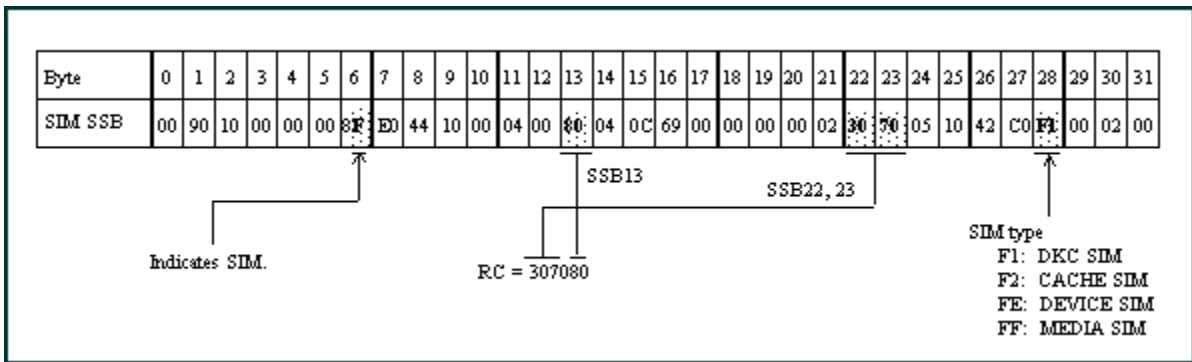 Byte 0 1 2 3 4 5 6 7 8 9 10 11 12 13 14 15 16 17 18 19 20 21 22 23 24 25 26 27 28 29 30 31
SIM SSB 00 90 10 00 00 00 8F E0 44 10 00 04 00 80 04 0C 69 00 00 00 00 02 30 70 05 10 42 C0 F1 00 02 00
SSB13
SSB22, 23
Indicates SIM.
RC = 307080
SIM type
F1: DKC SIM
F2: CACHE SIM
FE: DEVICE SIM
FF: MEDIA SIM